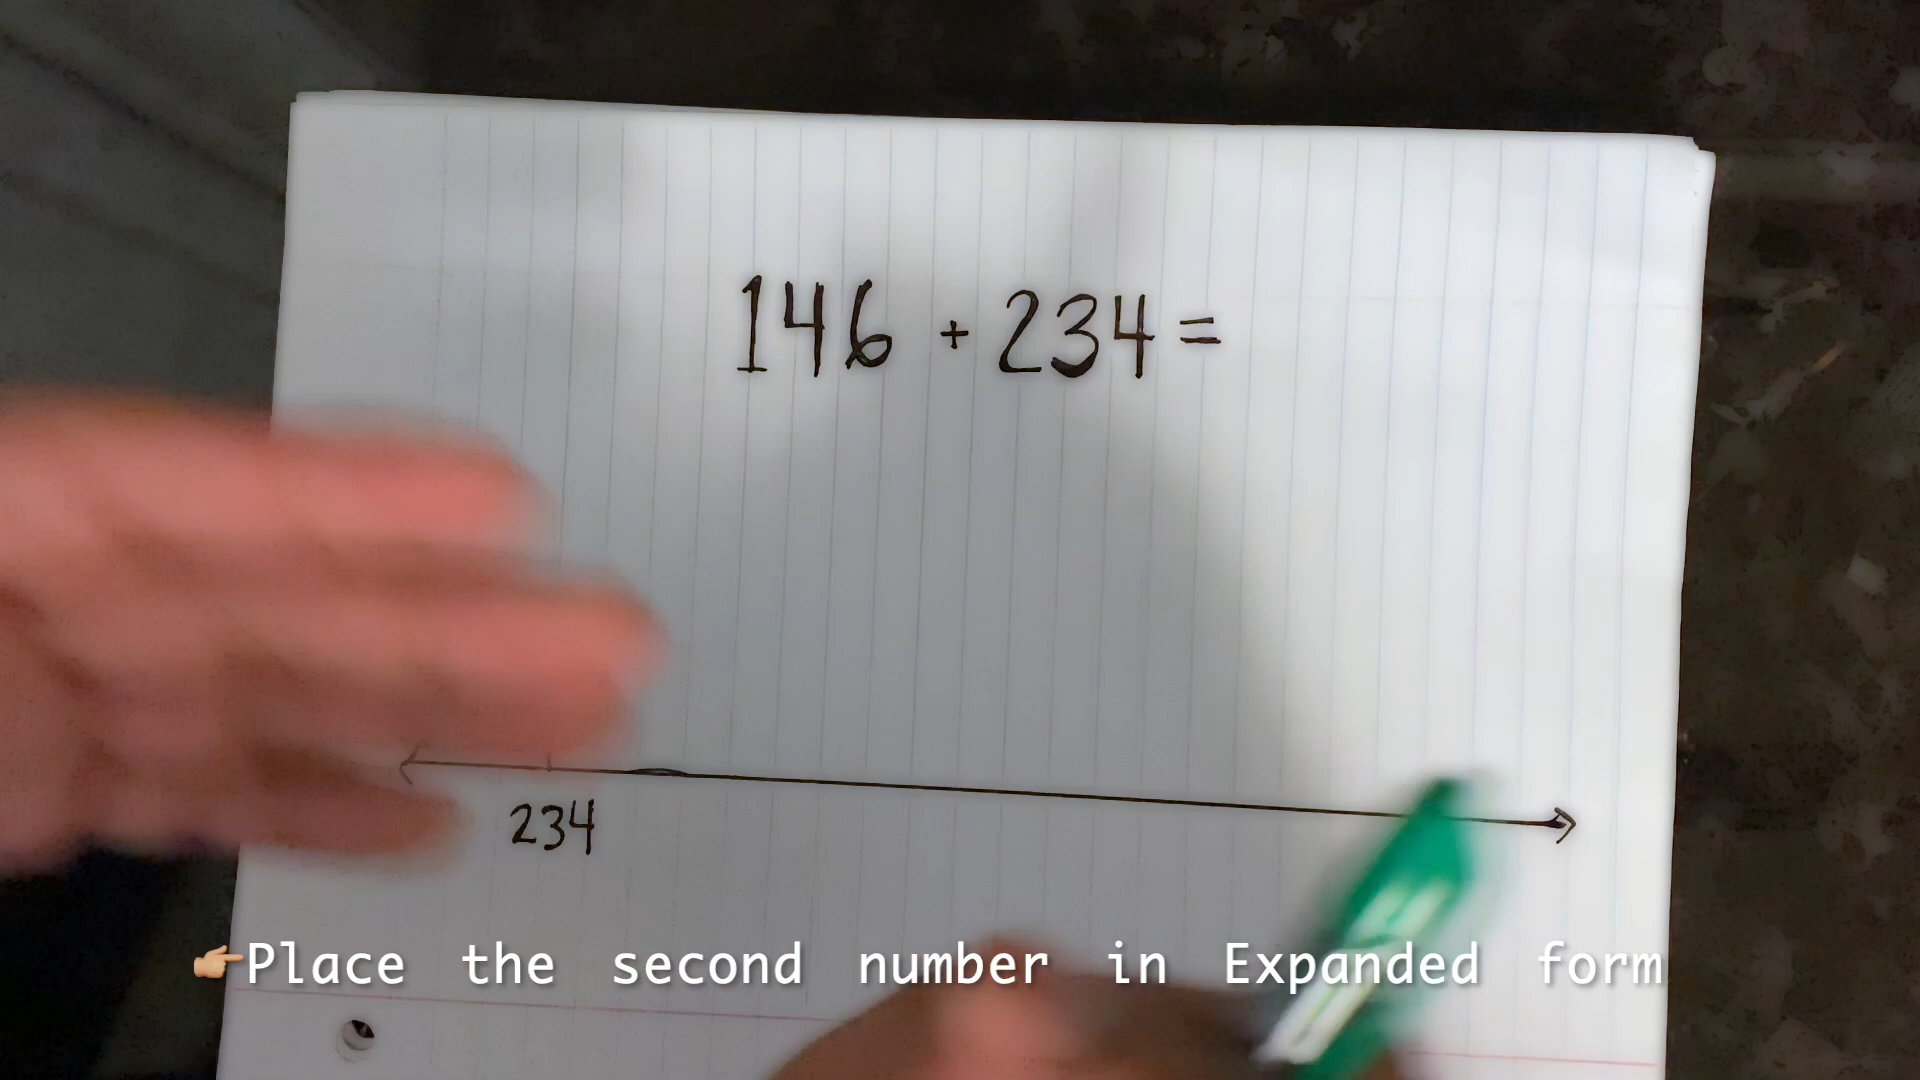 146 + 234 =
234
👉Place the second number in Expanded form